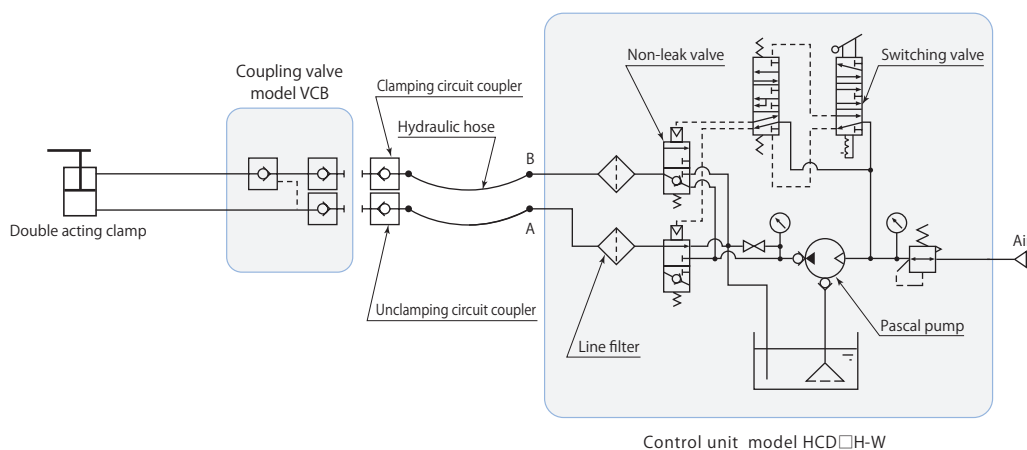 Coupling valve
model VCB
Clamping circuit coupler
Hydraulic hose
Non-leak valve
Switching valve
B
A
Double acting clamp
Unclamping circuit coupler
Line filter
Pascal pump
Ai
Control unit model HCD□H-W